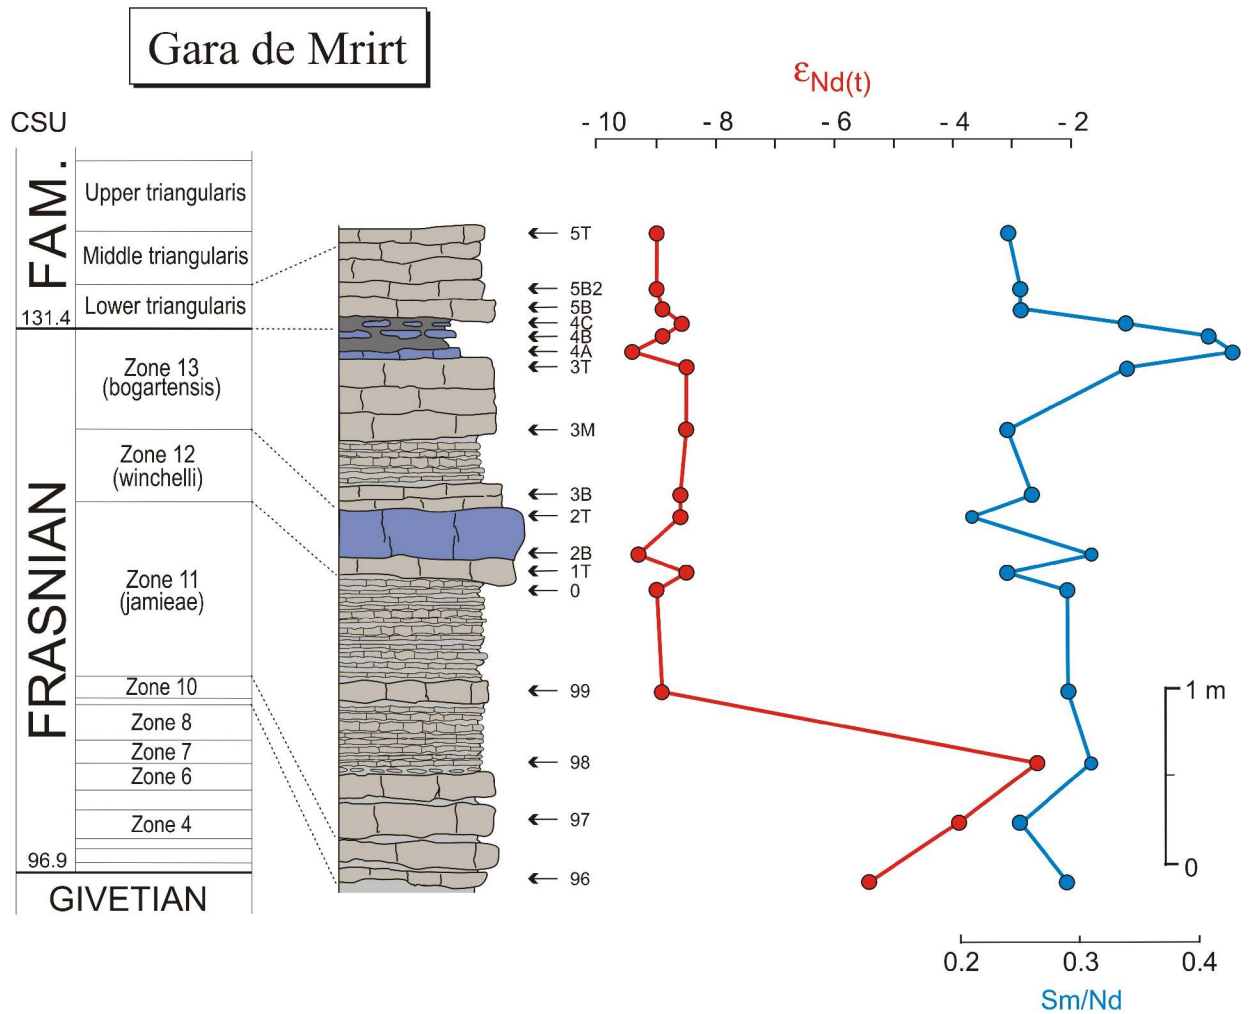 Gara de Mrirt
CSU
FAM.
Upper triangularis
Middle triangularis
Lower triangularis
131.4
FRASNIAN
Zone 13
(bogartensis)
Zone 12
(winchelli)
Zone 11
(jamieae)
Zone 10
Zone 8
Zone 7
Zone 6
Zone 4
96.9
GIVETIAN
5T
5B2
5B
4C
4B
4A
3T
3M
3B
2T
2B
1T
0
99
98
97
96
εNd(t)
- 10 - 8 - 6 - 4 - 2
1 m
0
0.2 0.3 0.4
Sm/Nd